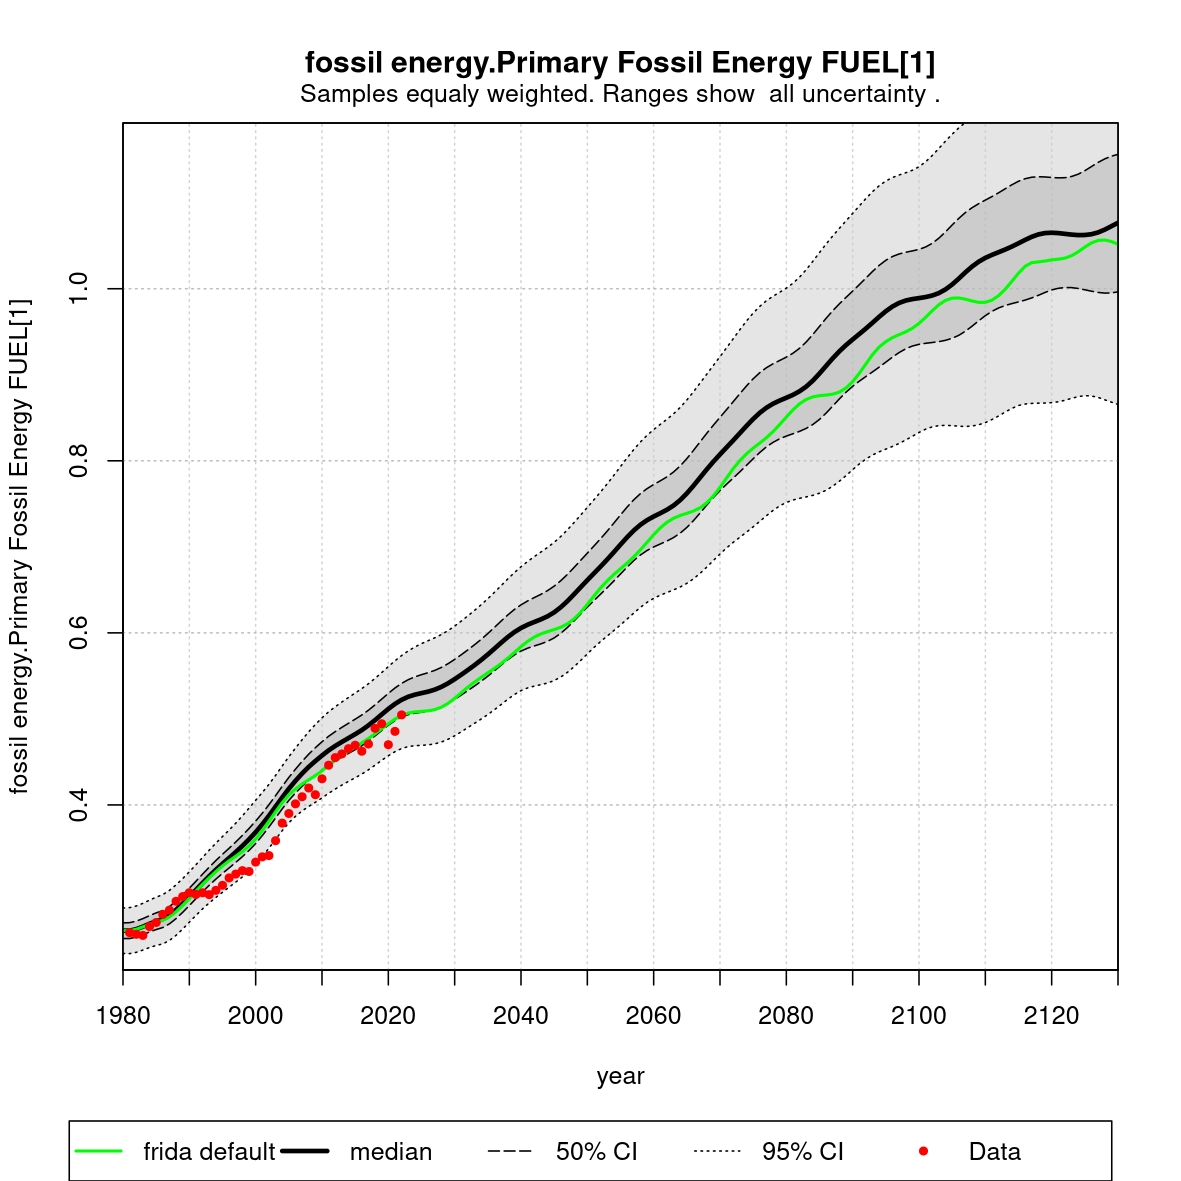 fossil energy.Primary Fossil Energy FUEL[1]
Samples equaly weighted. Ranges show  all uncertainty .
fossil energy.Primary Fossil Energy FUEL[1]
1.0
0.8
0.6
0.4
1980 2000 2020 2040 2060 2080 2100 2120
year
frida default median 50% CI 95% CI Data